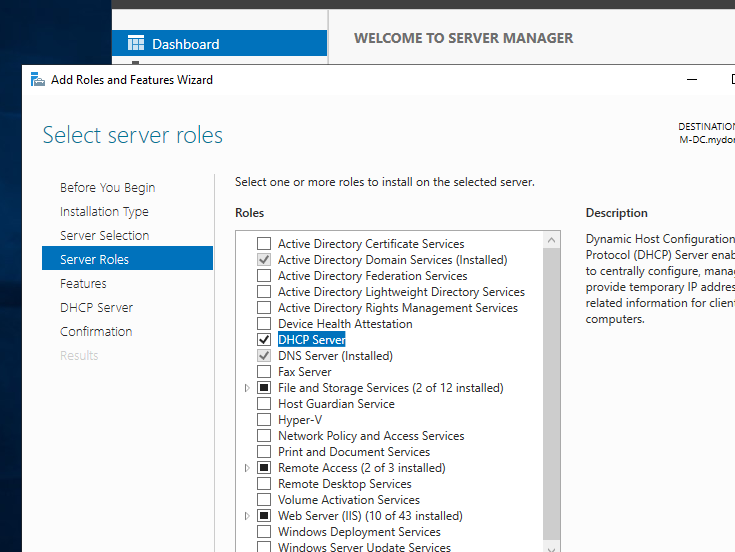 Dashboard
WELCOME TO SERVER MANAGER
Add Roles and Features Wizard
Select server roles
DESTINATION
M-DC.mydor
Before You Begin
Installation Type
Server Selection
Server Roles
Features
DHCP Server
Confirmation
Results
Select one or more roles to install on the selected server.
Roles
Active Directory Certificate Services
Active Directory Domain Services (Installed)
Active Directory Federation Services
Active Directory Lightweight Directory Services
Active Directory Rights Management Services
Device Health Attestation
DHCP Server
DNS Server (Installed)
Fax Server
File and Storage Services (2 of 12 installed)
Host Guardian Service
Hyper-V
Network Policy and Access Services
Print and Document Services
Remote Access (2 of 3 installed)
Remote Desktop Services
Volume Activation Services
Web Server (IIS) (10 of 43 installed)
Windows Deployment Services
Windows Server Update Services
Description
Dynamic Host Configuration
Protocol (DHCP) Server enab
to centrally configure, mana
provide temporary IP addres
related information for clien
computers.